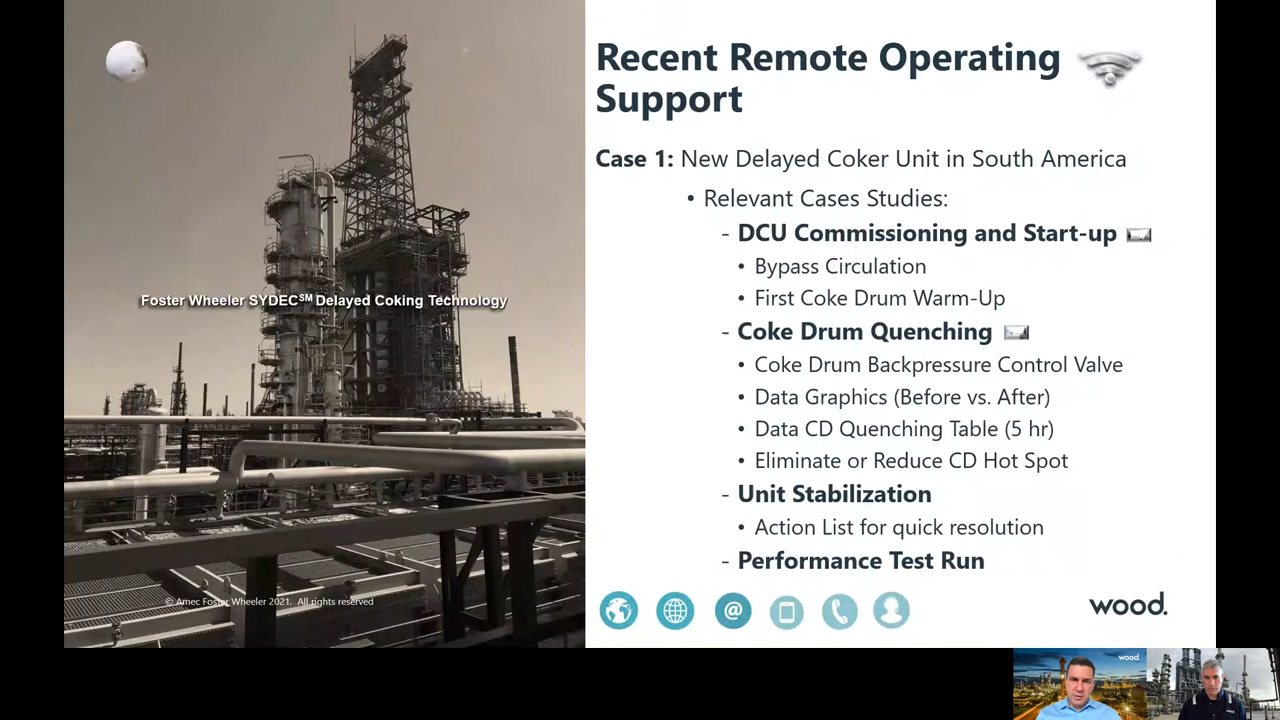 Recent Remote Operating
Support
Case 1: New Delayed Coker Unit in South America
• Relevant Cases Studies:
- DCU Commissioning and Start-up
• Bypass Circulation
• First Coke Drum Warm-Up
- Coke Drum Quenching
• Coke Drum Backpressure Control Valve
• Data Graphics (Before vs. After)
• Data CD Quenching Table (5 hr)
• Eliminate or Reduce CD Hot Spot
- Unit Stabilization
• Action List for quick resolution
- Performance Test Run
Foster Wheeler SYDEC℠ Delayed Coking Technology
© Amec Foster Wheeler 2021. All rights reserved
@
wood.
wood.